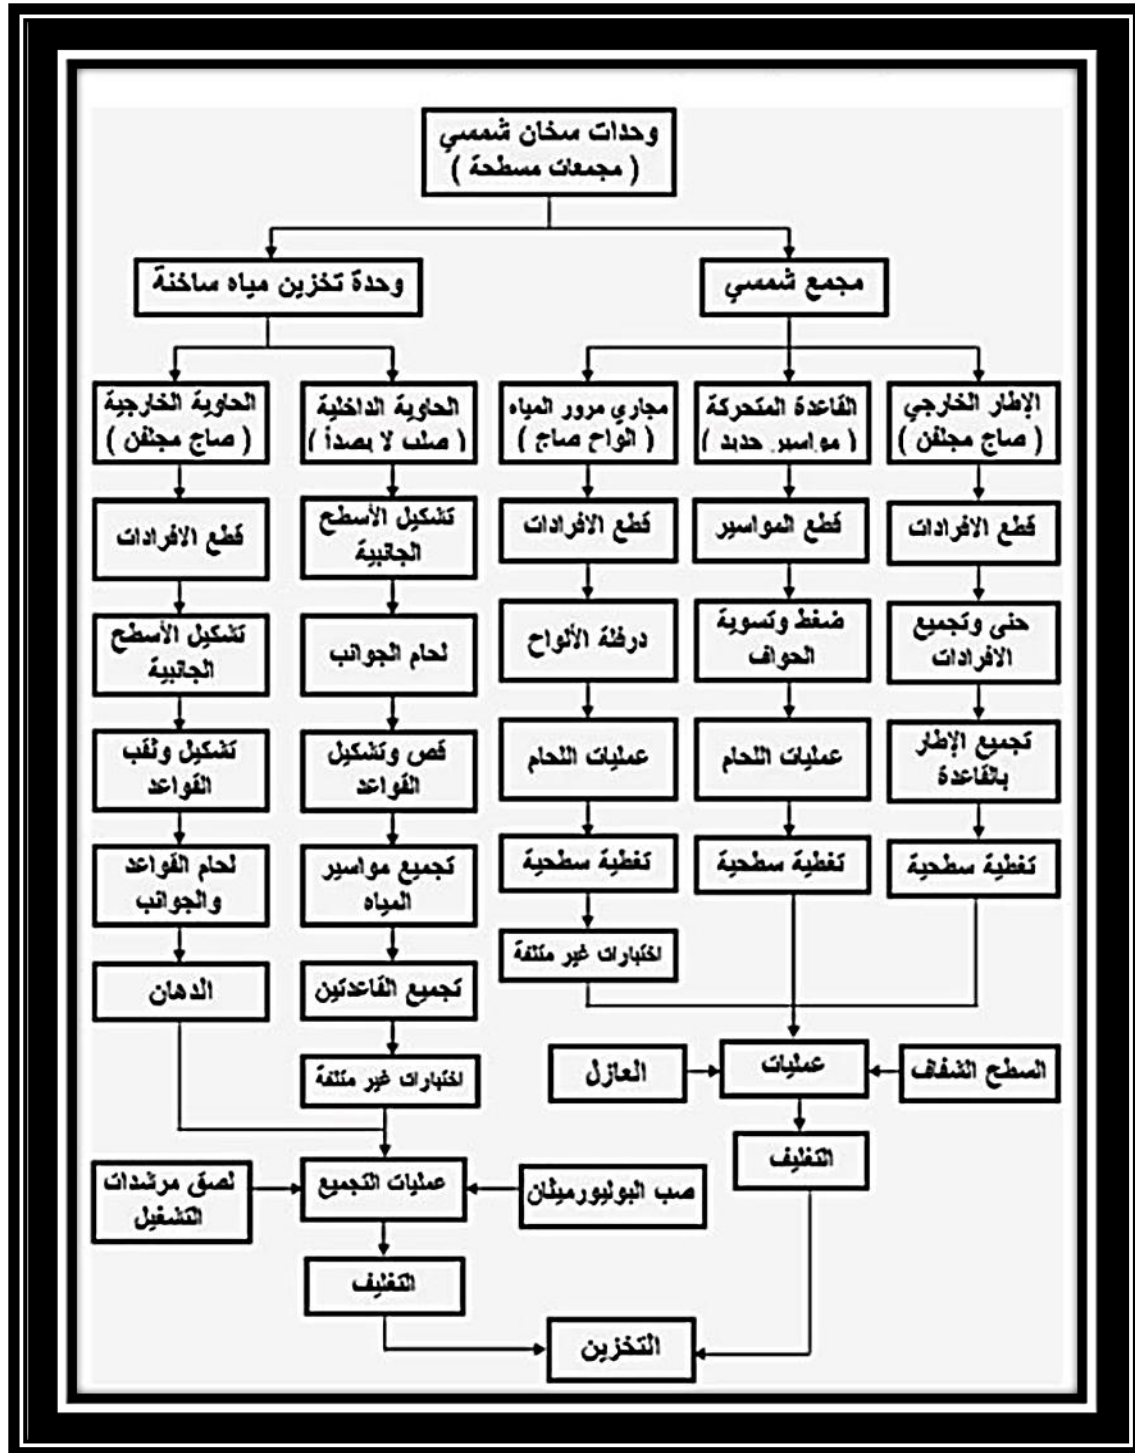 وحدات سخان شمسي
( مجمعات مسطحة )
مجمع شمسي
وحدة تخزين مياه ساخنة
الإطار الخارجي
( صاج مجلفن )
القاعدة المتحركة
( مواسير حديد )
مجاري مرور المياه
( الواح صاج )
الحاوية الداخلية
( صلب لا يصدأ )
الحاوية الخارجية
( صاج مجلفن )
قطع الافرادات
قطع المواسير
قطع الافرادات
تشكيل الأسطح
الجانبية
قطع الافرادات
حنى وتجميع
الافرادات
ضغط وتسوية
الحواف
درفلة الألواح
لحام الجوانب
تشكيل الأسطح
الجانبية
تجميع الإطار
بالقاعدة
عمليات اللحام
عمليات اللحام
قص وتشكيل
القواعد
تشكيل وثقب
القواعد
تغطية سطحية
تغطية سطحية
تغطية سطحية
تجميع مواسير
المياه
لحام القواعد
والجوانب
اختبارات غير متلفة
تجميع القاعدتين
الدهان
السطح الشفاف
عمليات
العازل
اختبارات غير متلفة
التغليف
صب البوليورميثان
عمليات التجميع
لصق مرشدات
التشغيل
التغليف
التخزين